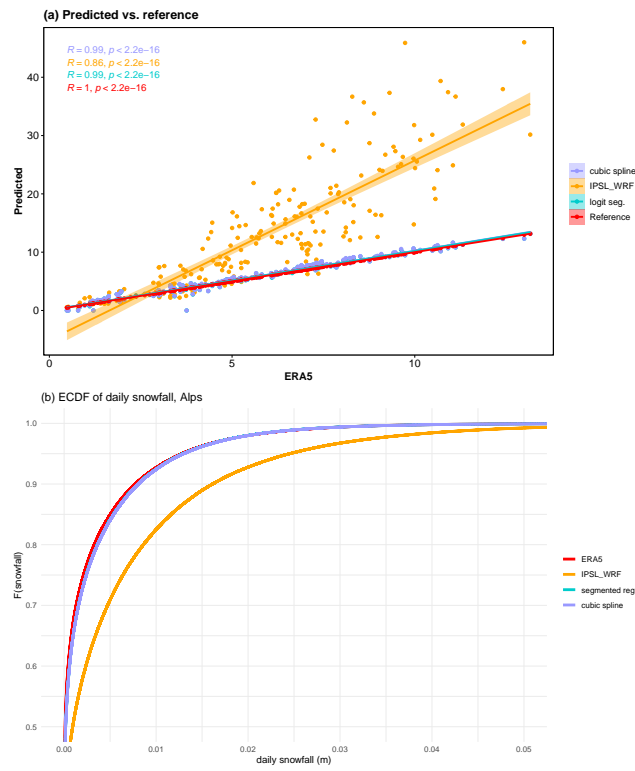 (a) Predicted vs. reference
R = 0.99, p < 2.2e−16
R = 0.86, p < 2.2e−16
R = 0.99, p < 2.2e−16
R = 1, p < 2.2e−16
40
30
20
10
0
Predicted
0
5
10
ERA5
cubic spline
IPSL_WRF
logit seg.
Reference
(b) ECDF of daily snowfall, Alps
1.0
0.9
0.8
0.7
0.6
0.5
F(snowfall)
0.00
0.01
0.02
0.03
0.04
0.05
daily snowfall (m)
ERA5
IPSL_WRF
segmented reg
cubic spline